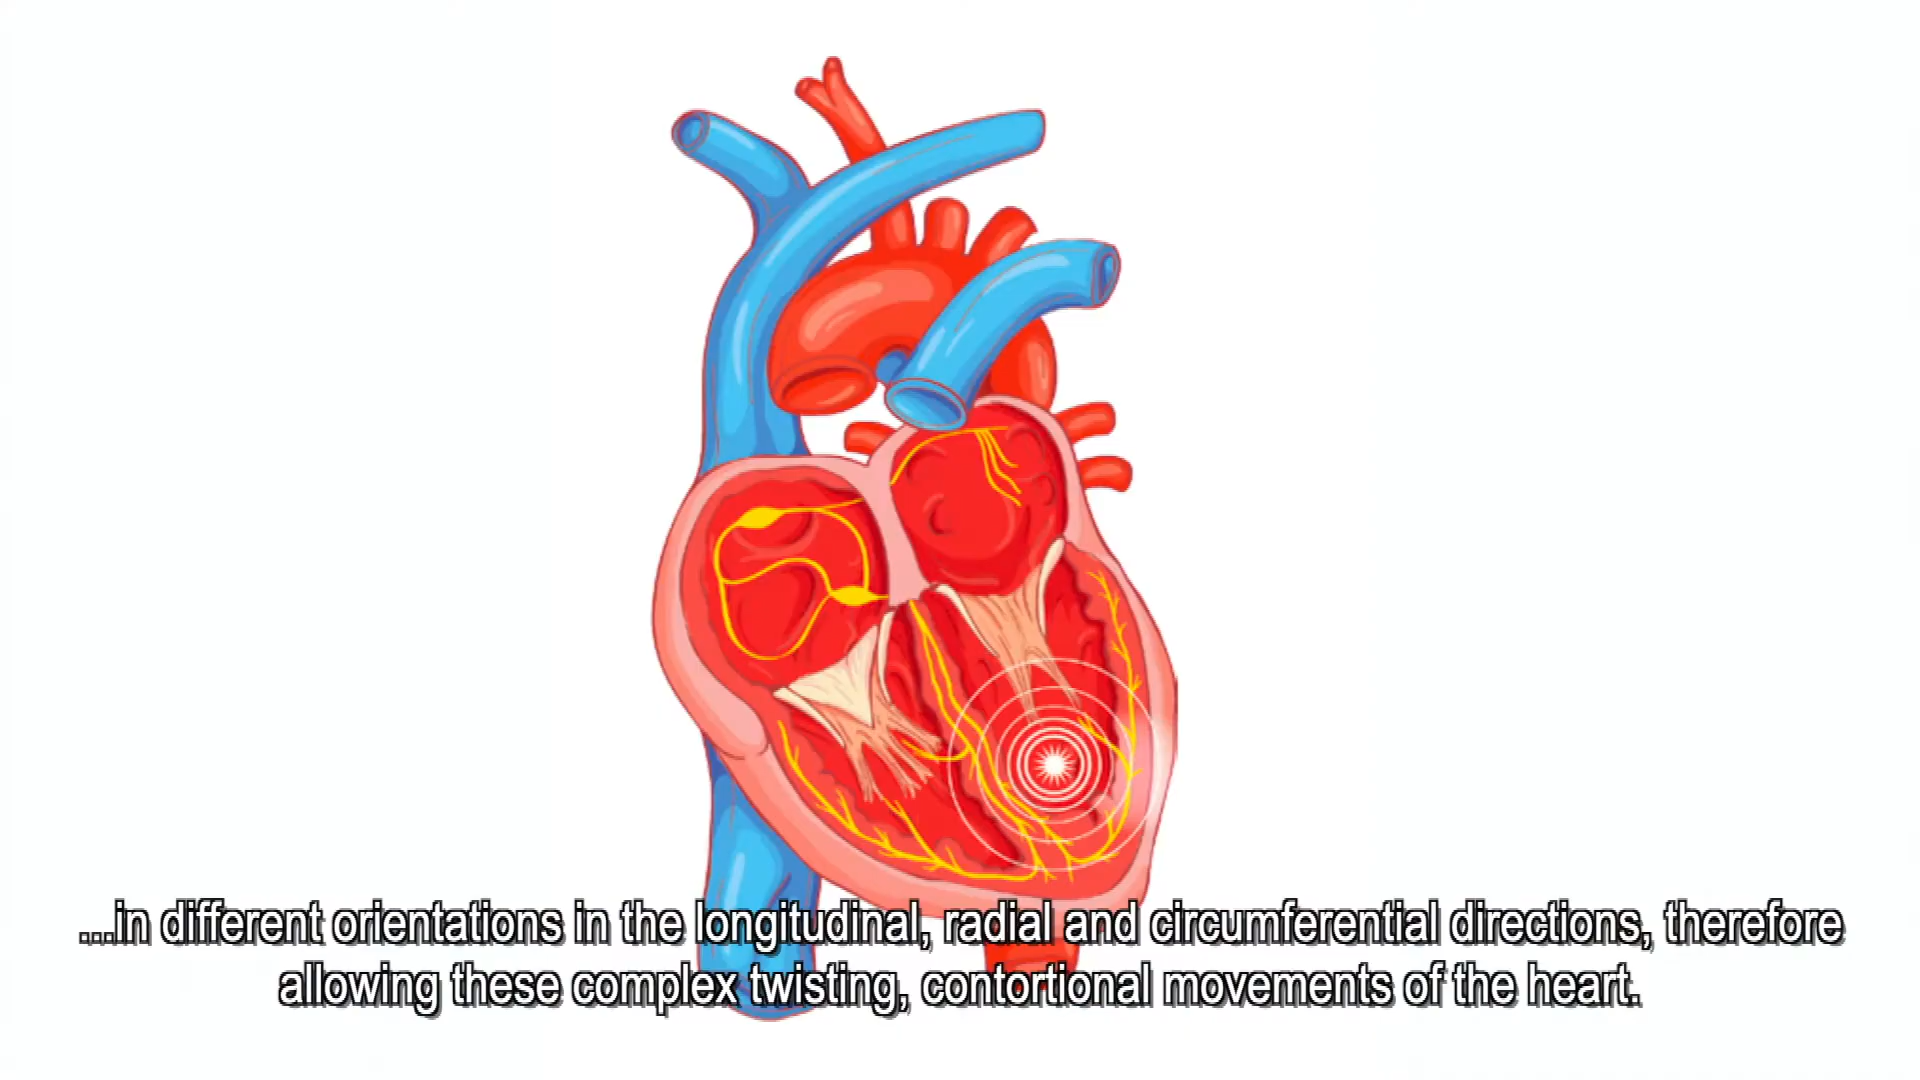 ...in different orientations in the longitudinal, radial and circumferential directions, therefore
allowing these complex twisting, contortional movements of the heart.